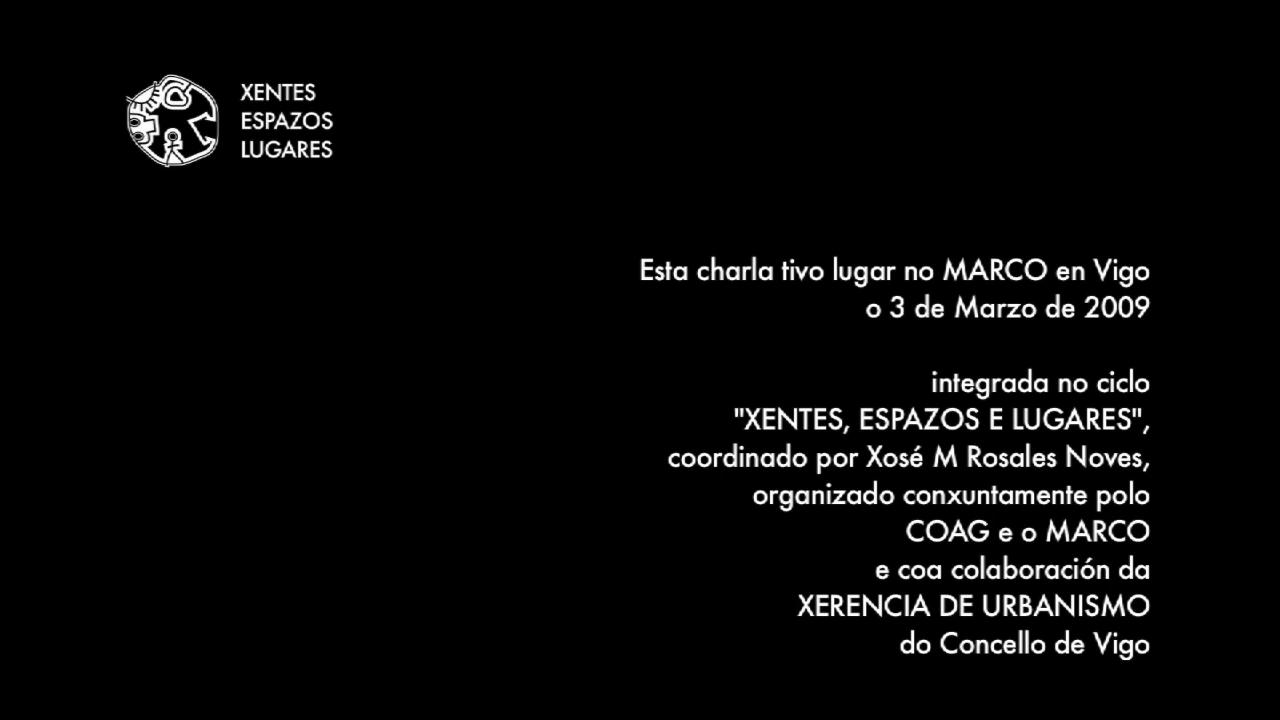 XENTES
ESPAZOS
LUGARES
Esta charla tivo lugar no MARCO en Vigo
o 3 de Marzo de 2009
integrada no ciclo
"XENTES, ESPAZOS E LUGARES",
coordinado por Xosé M Rosales Noves,
organizado conxuntamente polo
COAG e o MARCO
e coa colaboración da
XERENCIA DE URBANISMO
do Concello de Vigo